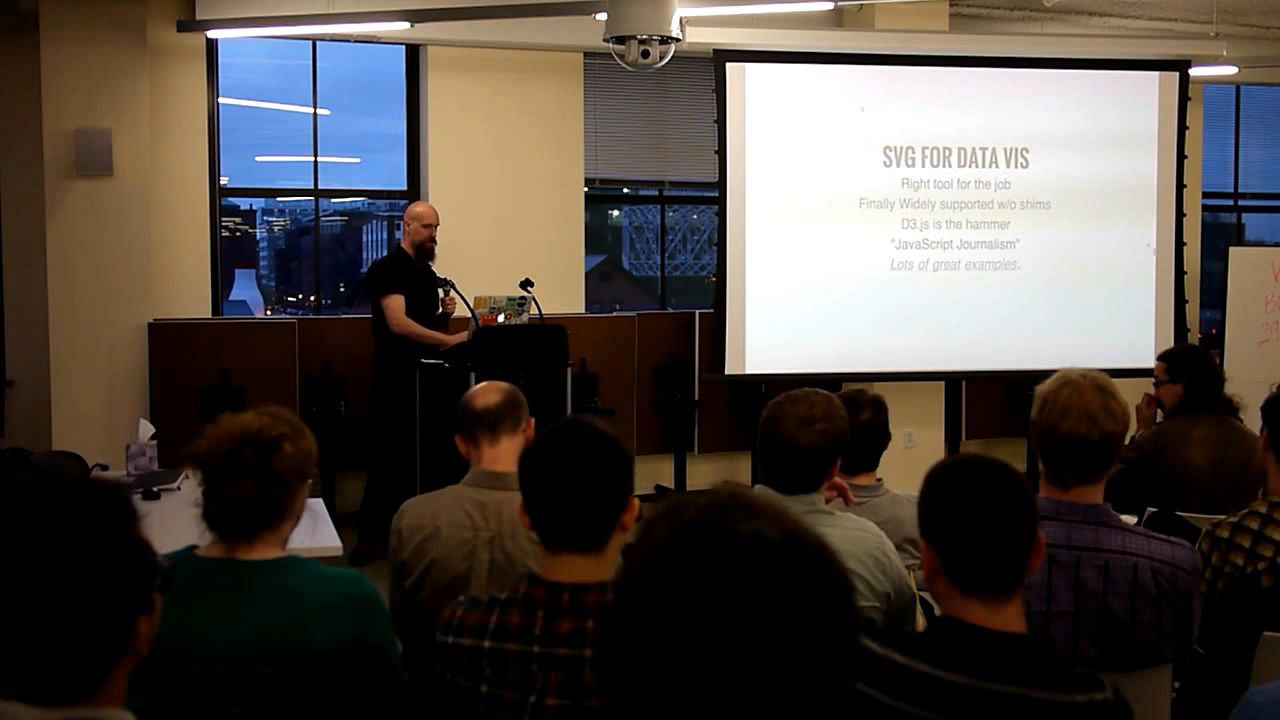 SVG FOR DATA VIS
Right tool for the job
Finally Widely supported w/o shims
D3.js is the hammer
"JavaScript Journalism"
Lots of great examples.